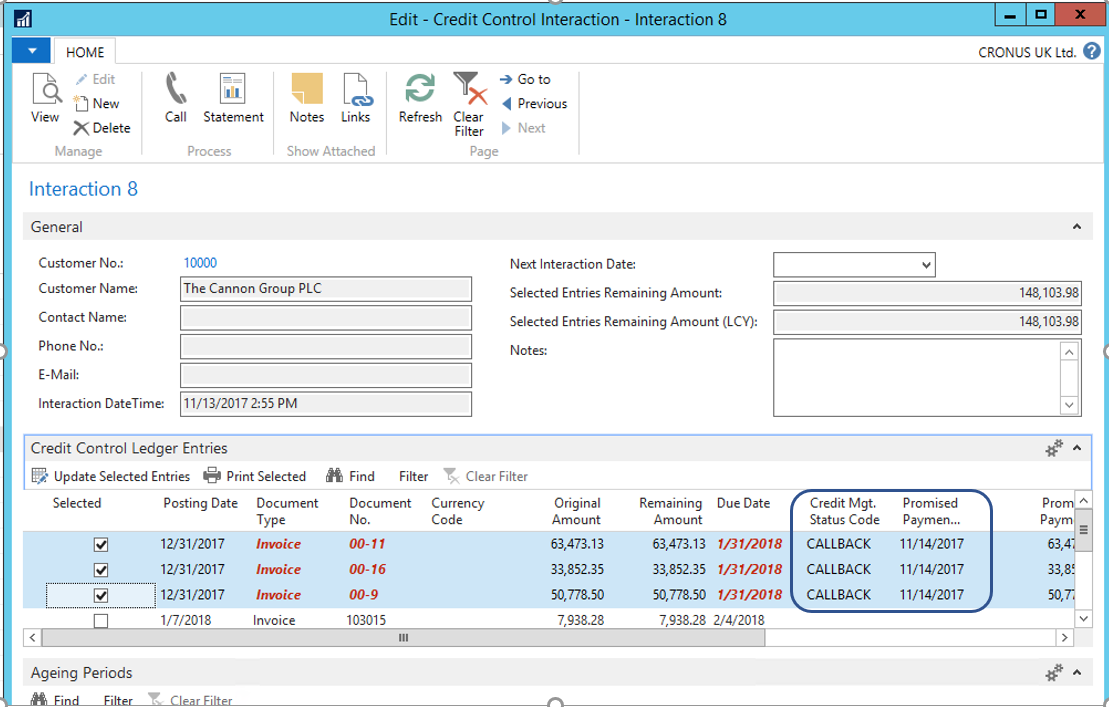 Edit - Credit Control Interaction - Interaction 8
HOME
CRONUS UK Ltd. ?
View
Edit
New
Delete
Manage
Call
Statement
Process
Notes
Links
Show Attached
Refresh
Clear
Filter
Go to
Previous
Next
Page
Interaction 8
General
Customer No.: 10000
Customer Name: The Cannon Group PLC
Contact Name:
Phone No.:
E-Mail:
Interaction DateTime: 11/13/2017 2:55 PM
Next Interaction Date:
Selected Entries Remaining Amount: 148,103.98
Selected Entries Remaining Amount (LCY): 148,103.98
Notes:
Credit Control Ledger Entries
Update Selected Entries Print Selected Find Filter Clear Filter
Selected Posting Date Document Document Currency Original Remaining Due Date Credit Mgt. Promised Prom
Type No. Code Amount Amount Status Code Paymen... Paym
12/31/2017 Invoice 00-11 63,473.13 63,473.13 1/31/2018 CALLBACK 11/14/2017 63,47
12/31/2017 Invoice 00-16 33,852.35 33,852.35 1/31/2018 CALLBACK 11/14/2017 33,85
12/31/2017 Invoice 00-9 50,778.50 50,778.50 1/31/2018 CALLBACK 11/14/2017 50,77
1/7/2018 Invoice 103015 7,938.28 7,938.28 2/4/2018
Ageing Periods
Find Filter Clear Filter